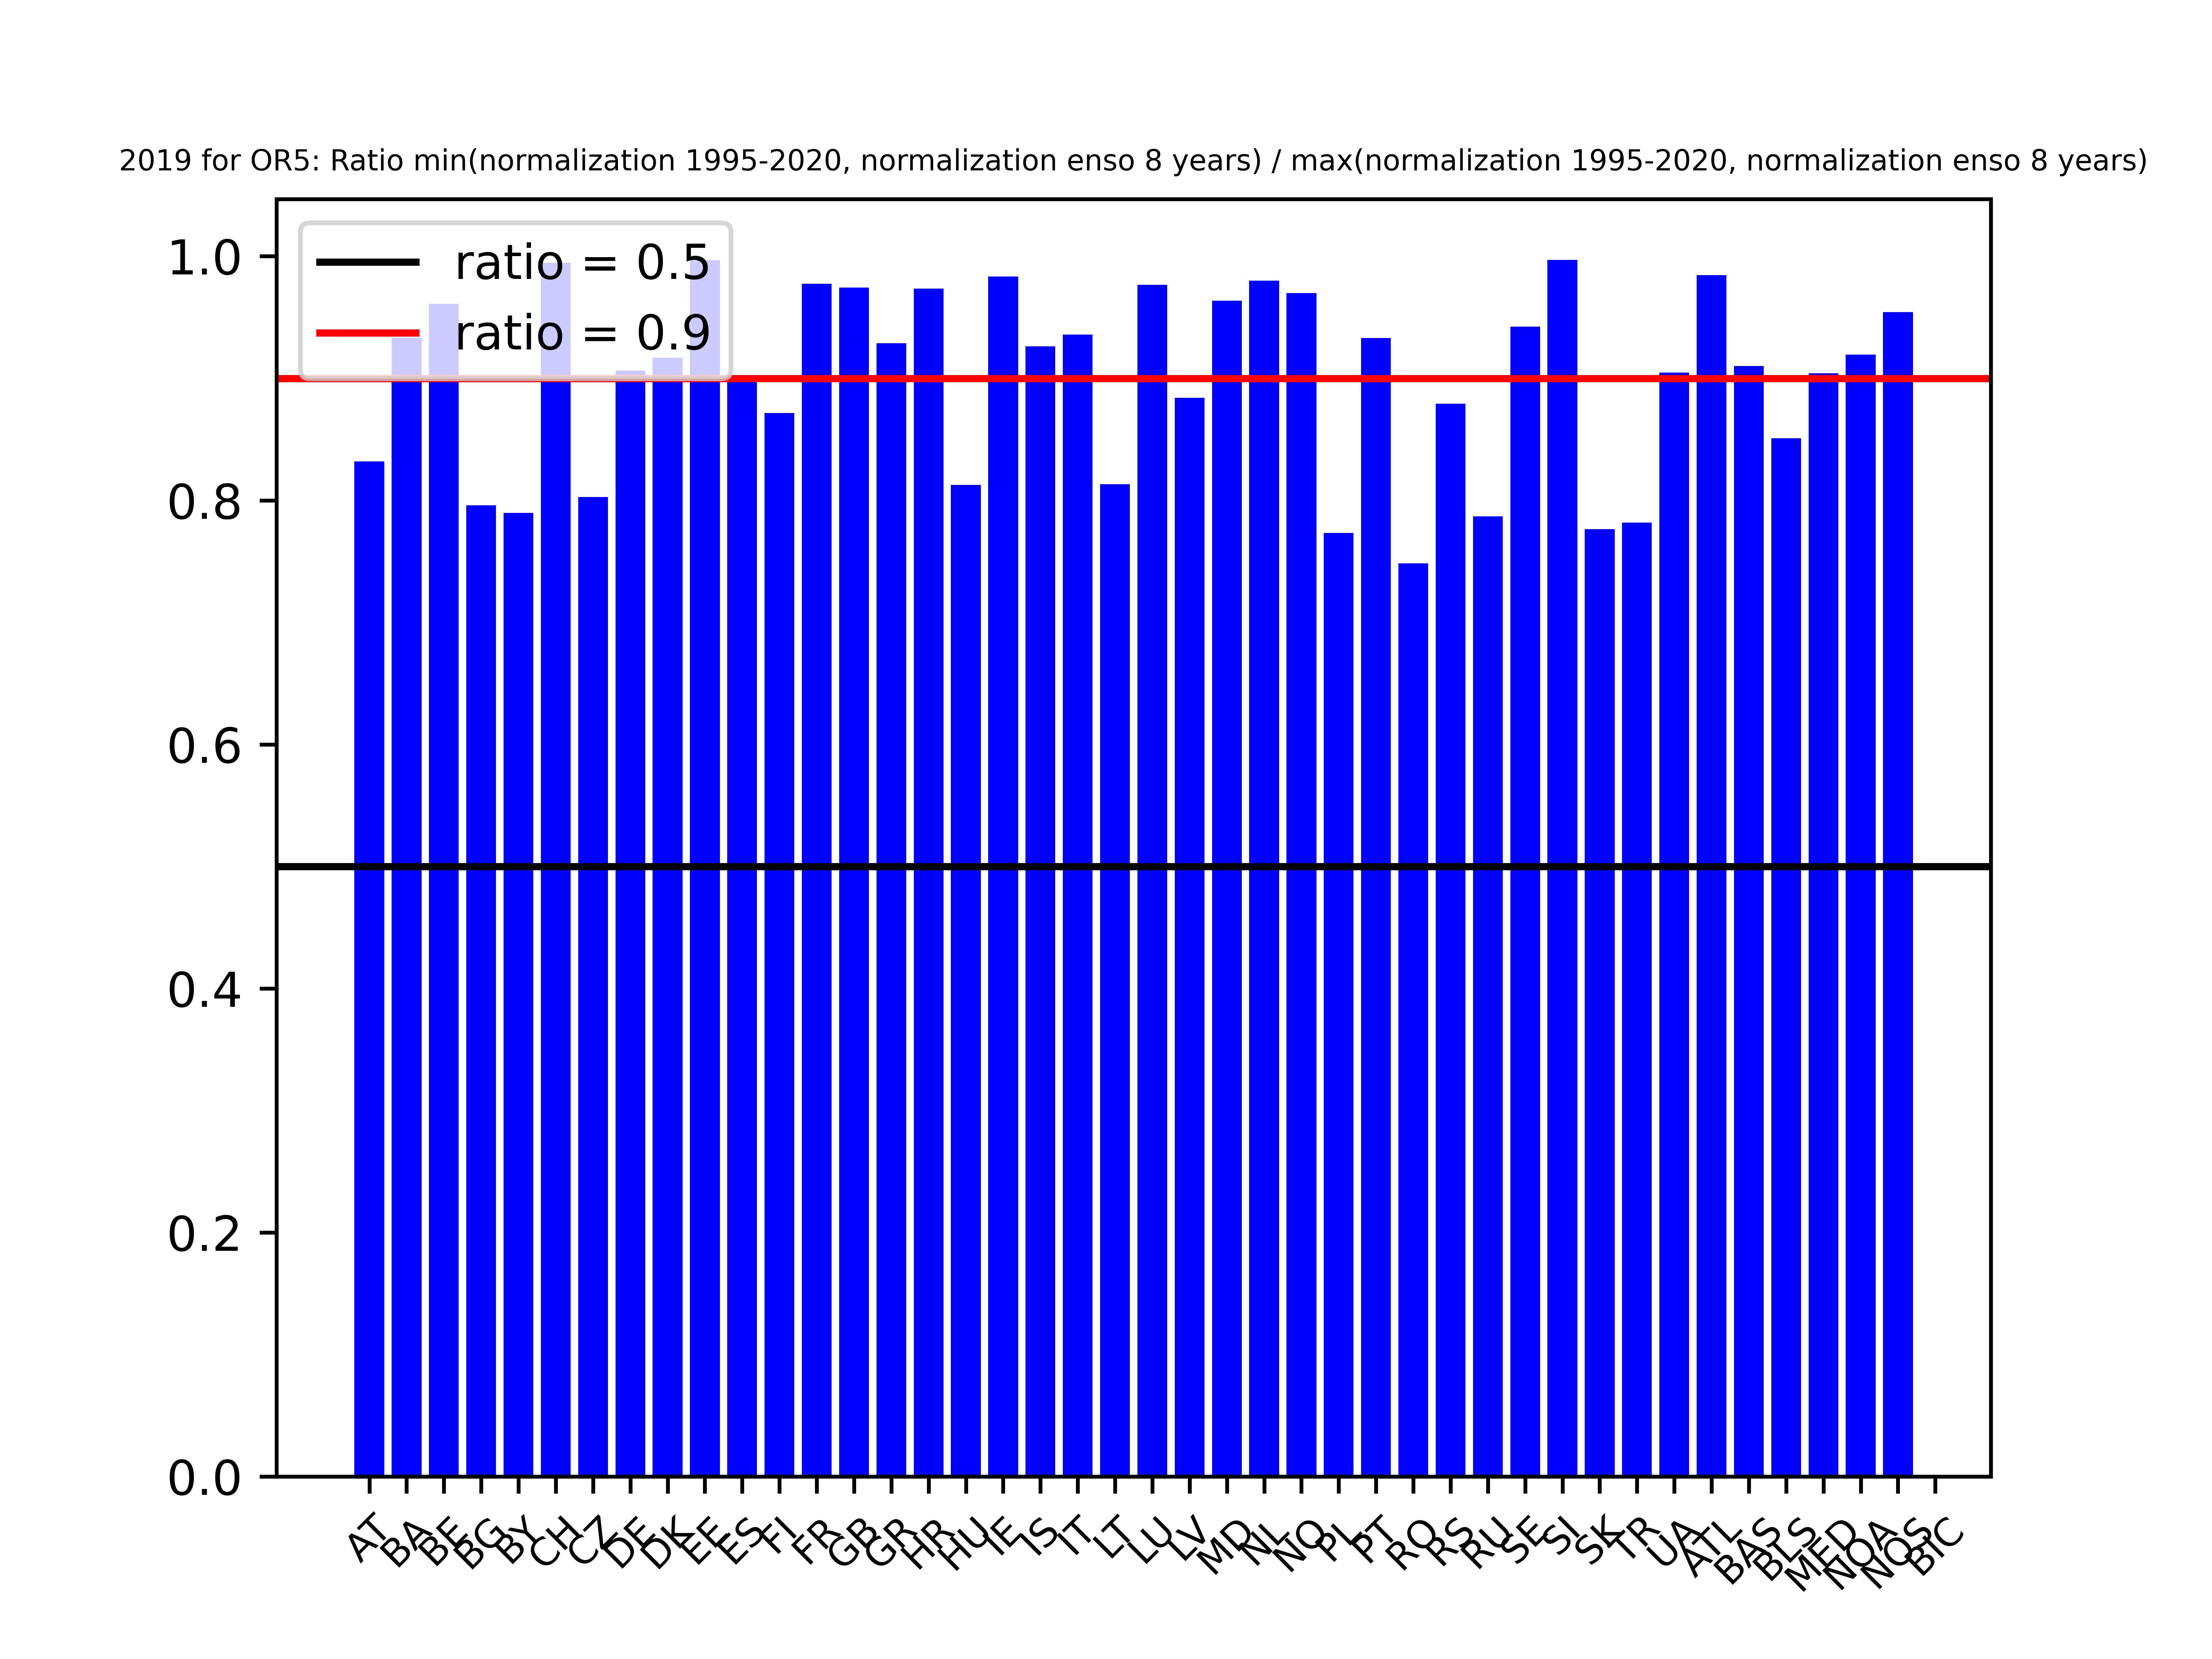 2019 for OR5: Ratio min(normalization 1995-2020, normalization enso 8 years) / max(normalization 1995-2020, normalization enso 8 years)
ratio = 0.5
ratio = 0.9
1.0
0.8
0.6
0.4
0.2
0.0
AT
BA
BE
BG
BY
CH
CZ
DE
DK
EE
ES
FI
FR
GB
GR
HR
HU
IE
IS
IT
LT
LU
LV
MD
NL
NO
PL
PT
RO
RS
RU
SE
SI
SK
TR
UA
ATL
BAS
BLS
MED
NOA
NOS
BIC